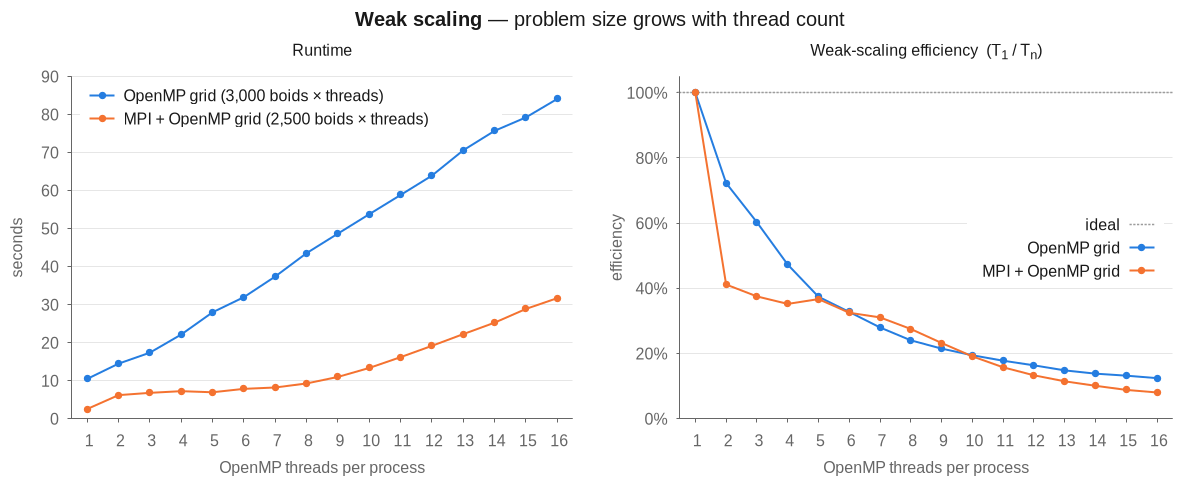 Weak scaling — problem size grows with thread count
Runtime
90
80
70
60
50
40
30
20
10
0
seconds
OpenMP grid (3,000 boids × threads)
MPI + OpenMP grid (2,500 boids × threads)
1 2 3 4 5 6 7 8 9 10 11 12 13 14 15 16
OpenMP threads per process
Weak-scaling efficiency (T1 / Tn)
100%
80%
60%
40%
20%
0%
efficiency
ideal
OpenMP grid
MPI + OpenMP grid
1 2 3 4 5 6 7 8 9 10 11 12 13 14 15 16
OpenMP threads per process